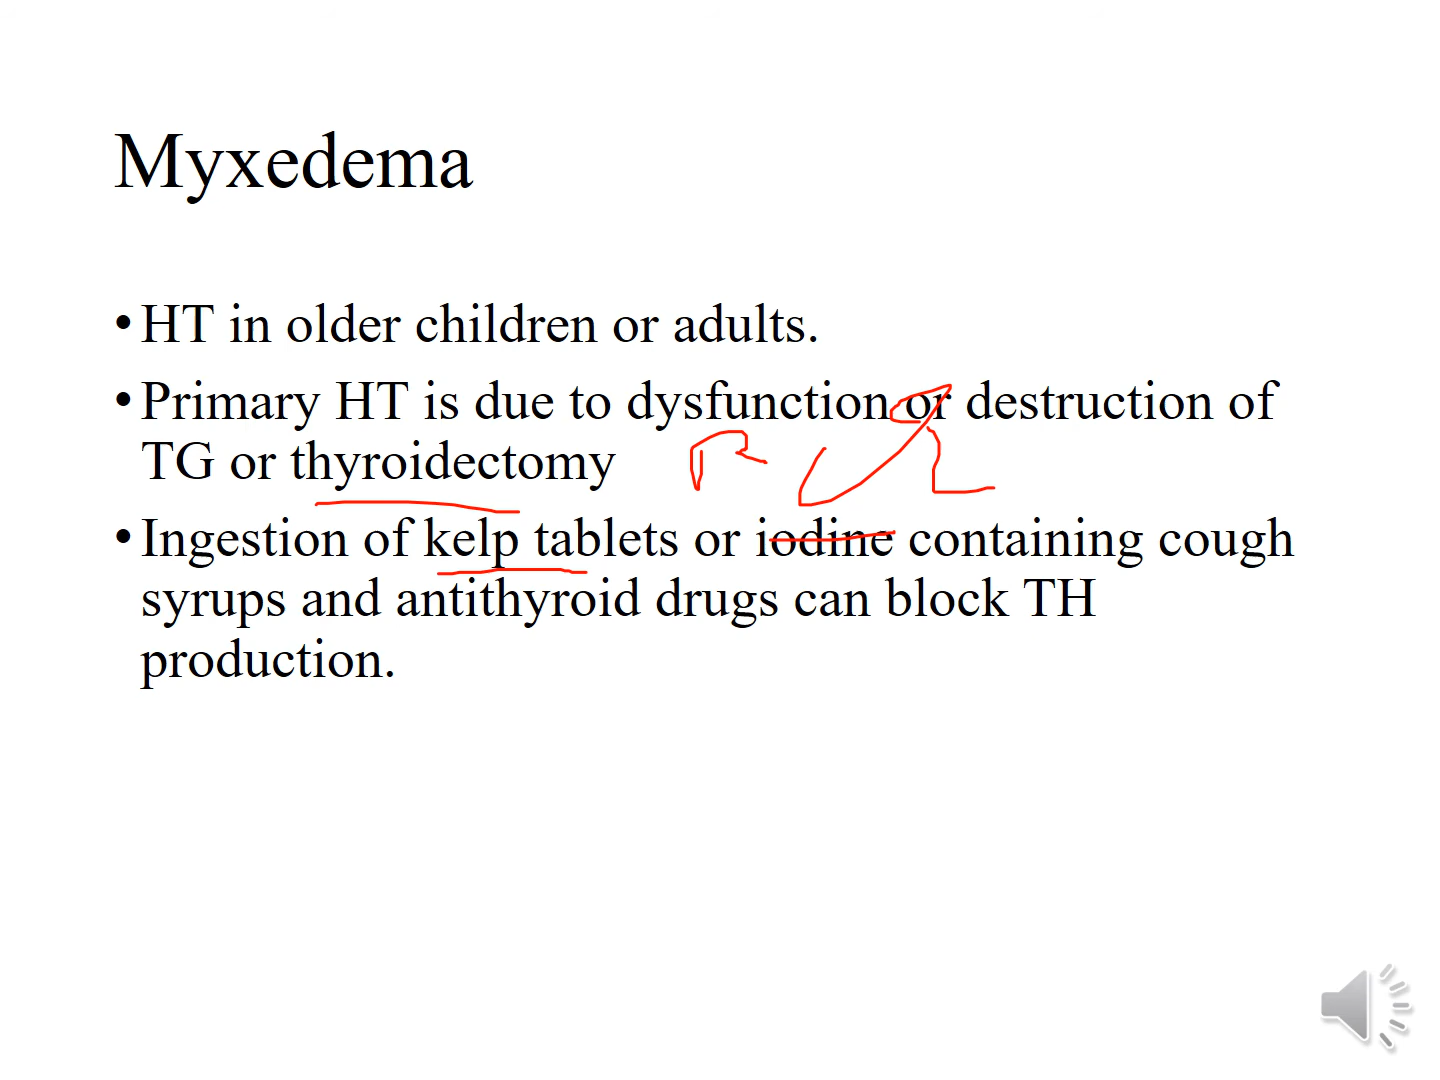 Myxedema
•HT in older children or adults.
•Primary HT is due to dysfunction or destruction of
TG or thyroidectomy
•Ingestion of kelp tablets or iodine containing cough
syrups and antithyroid drugs can block TH
production.